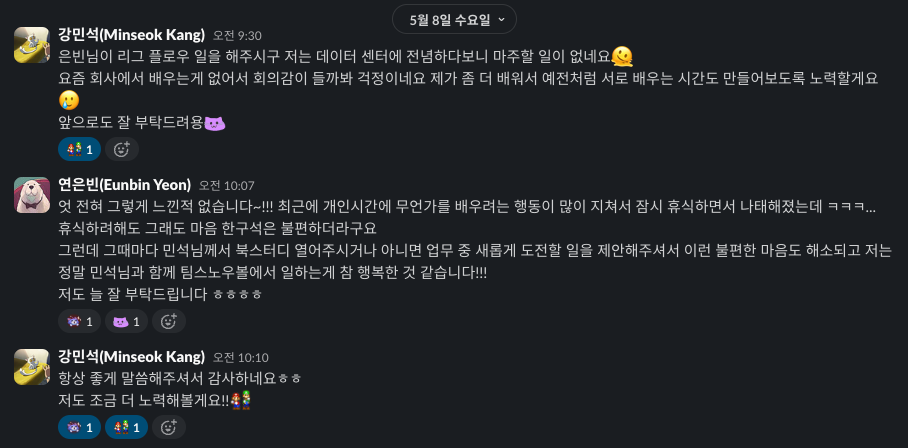 5월 8일 수요일
강민석(Minseok Kang) 오전 9:30
은빈님이 리그 플로우 일을 해주시구 저는 데이터 센터에 전념하다보니 마주할 일이 없네요🫠
요즘 회사에서 배우는게 없어서 회의감이 들까봐 걱정이네요 제가 좀 더 배워서 예전처럼 서로 배우는 시간도 만들어보도록 노력할게요
🥲
앞으로도 잘 부탁드려용
1
연은빈(Eunbin Yeon) 오전 10:07
엇 전혀 그렇게 느낀적 없습니다~!!! 최근에 개인시간에 무언가를 배우려는 행동이 많이 지쳐서 잠시 휴식하면서 나태해졌는데 ㅋㅋㅋ...
휴식하려해도 그래도 마음 한구석은 불편하더라구요
그런데 그때마다 민석님께서 북스터디 열어주시거나 아니면 업무 중 새롭게 도전할 일을 제안해주셔서 이런 불편한 마음도 해소되고 저는
정말 민석님과 함께 팀스노우볼에서 일하는게 참 행복한 것 같습니다!!!
저도 늘 잘 부탁드립니다 ㅎㅎㅎㅎ
1 1
강민석(Minseok Kang) 오전 10:10
항상 좋게 말씀해주셔서 감사하네요ㅎㅎ
저도 조금 더 노력해볼게요!!
1 1